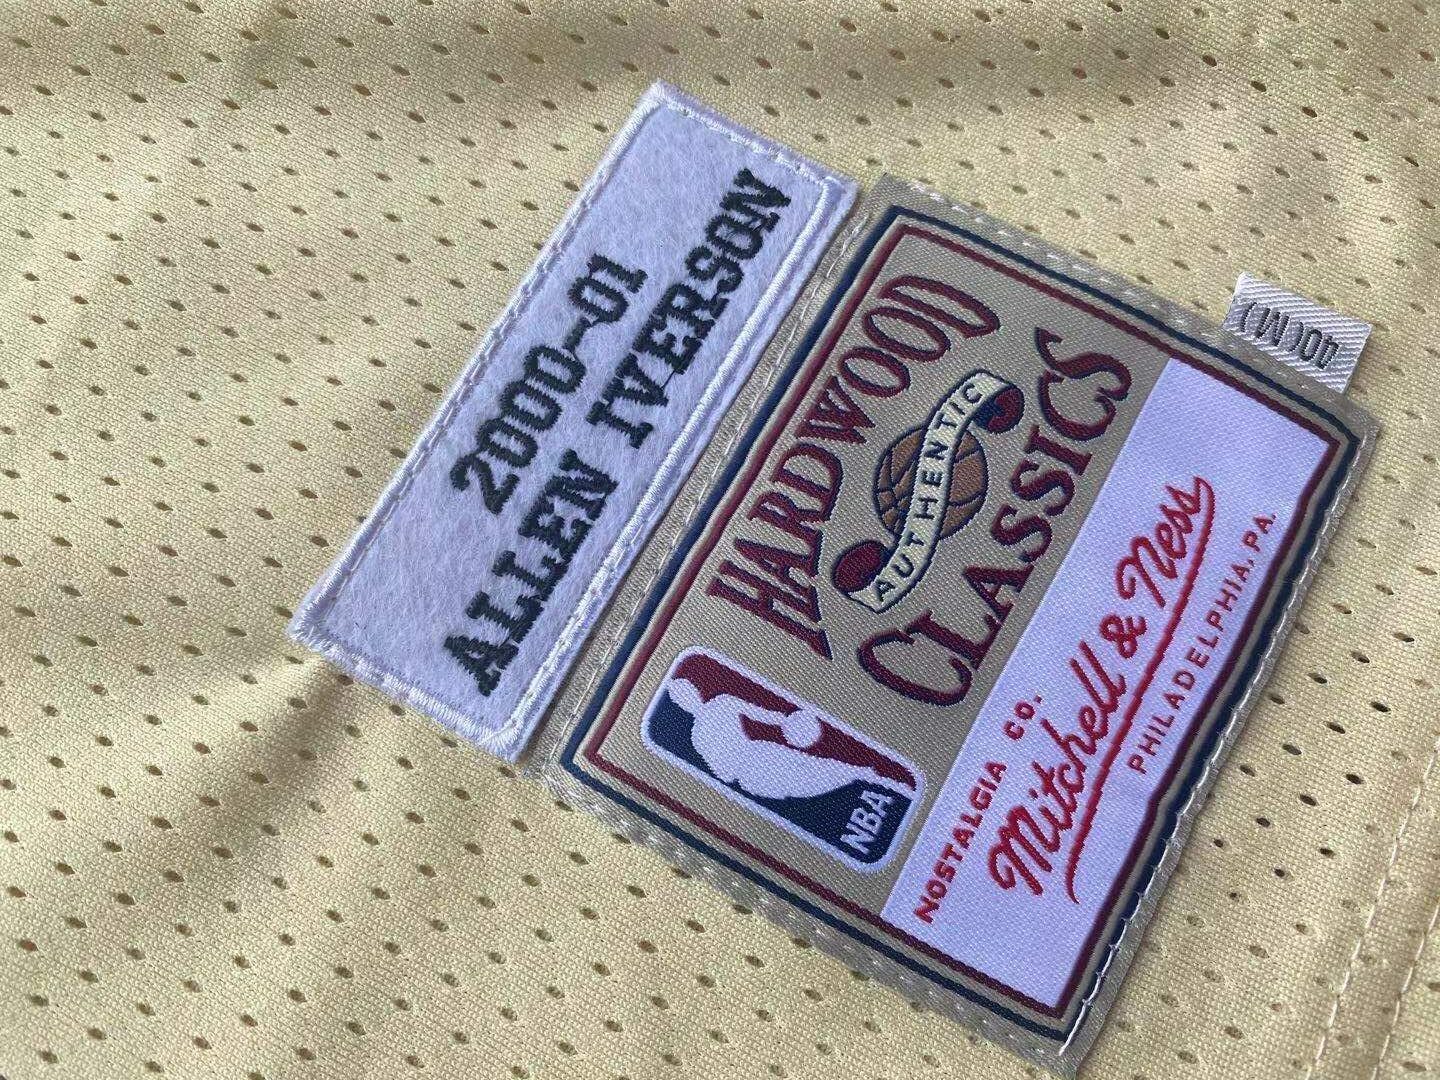 2000-01
ALLEN IVERSON
HARDWOOD
AUTHENTIC
CLASSICS
NBA
NOSTALGIA CO.
Mitchell & Ness
PHILADELPHIA, PA.
40(M)